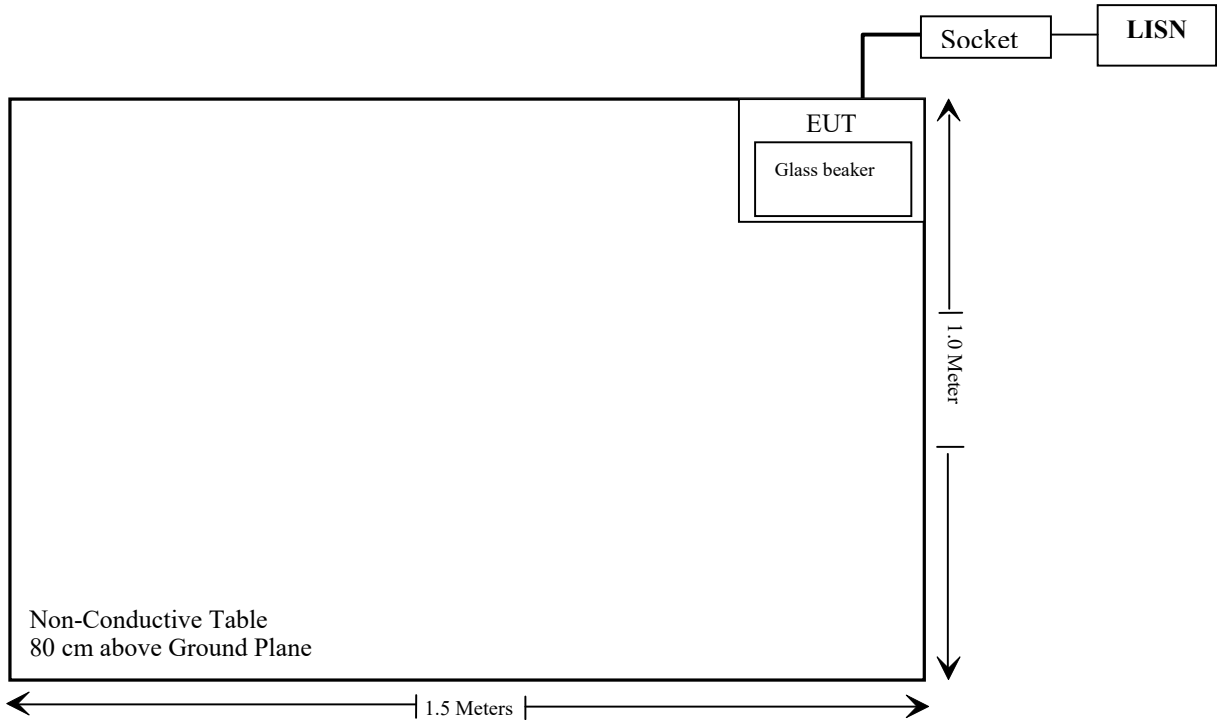 Socket
LISN
EUT
Glass beaker
1.0 Meter
Non-Conductive Table
80 cm above Ground Plane
1.5 Meters